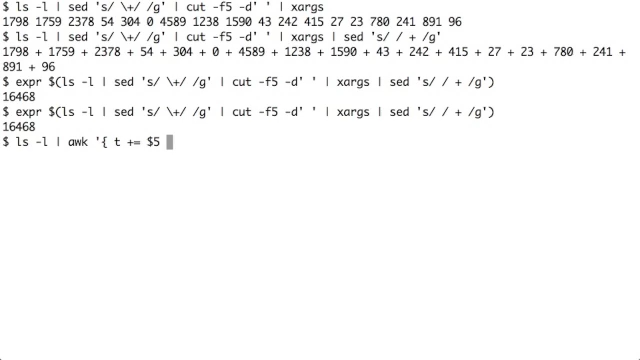 $ ls -l | sed 's/ \+/ /g' | cut -f5 -d' ' | xargs
1798 1759 2378 54 304 0 4589 1238 1590 43 242 415 27 23 780 241 891 96
$ ls -l | sed 's/ \+/ /g' | cut -f5 -d' ' | xargs | sed 's/ / + /g'
1798 + 1759 + 2378 + 54 + 304 + 0 + 4589 + 1238 + 1590 + 43 + 242 + 415 + 27 + 23 + 780 + 241 +
891 + 96
$ expr $(ls -l | sed 's/ \+/ /g' | cut -f5 -d' ' | xargs | sed 's/ / + /g')
16468
$ expr $(ls -l | sed 's/ \+/ /g' | cut -f5 -d' ' | xargs | sed 's/ / + /g')
16468
$ ls -l | awk '{ t += $5